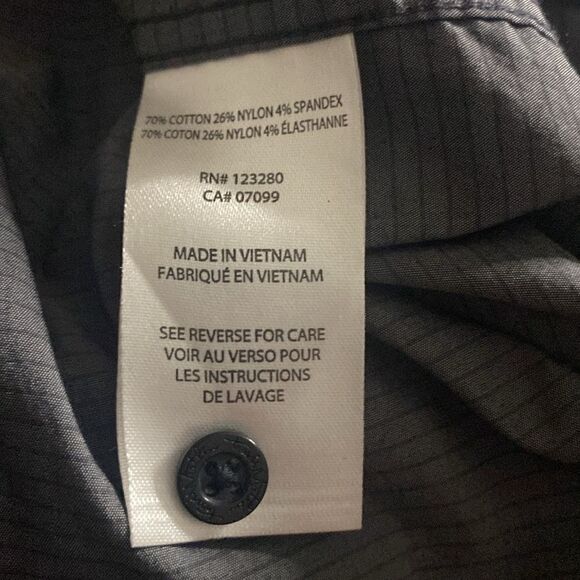 70% COTTON 26% NYLON 4% SPANDEX
70% COTON 26% NYLON 4% ÉLASTHANNE
RN# 123280
CA# 07099
MADE IN VIETNAM
FABRIQUÉ EN VIETNAM
SEE REVERSE FOR CARE
VOIR AU VERSO POUR
LES INSTRUCTIONS
DE LAVAGE